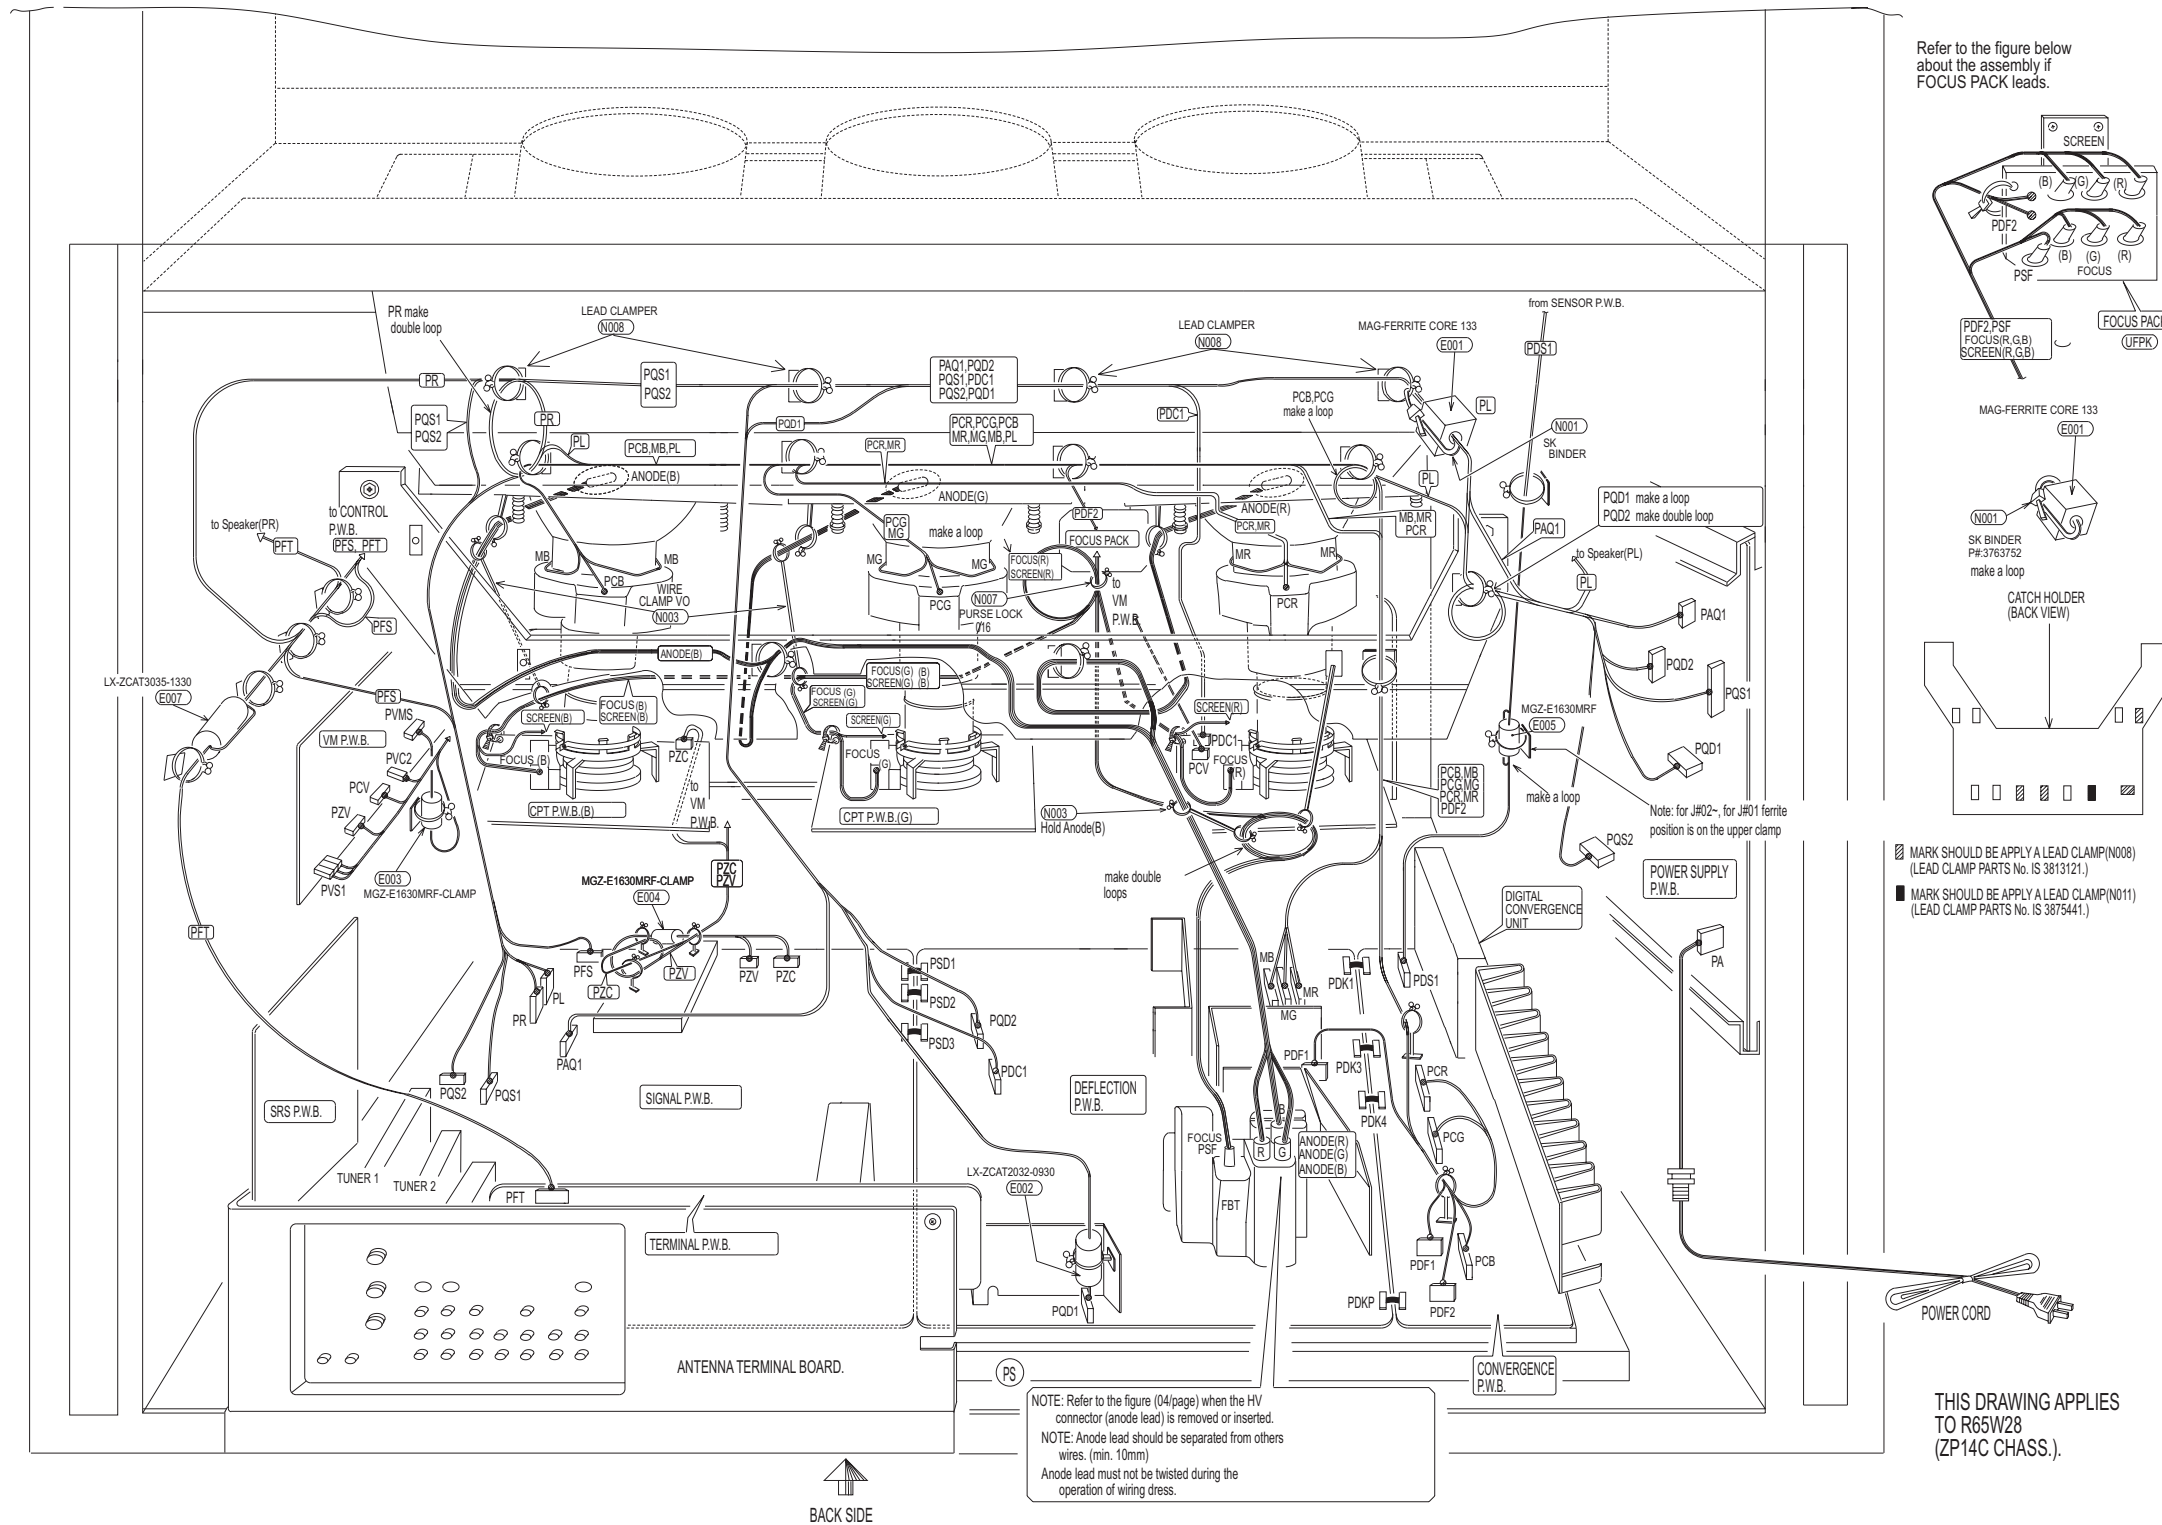 Refer to the figure below
about the assembly if
FOCUS PACK leads.
SCREEN
(B)
(G)
(R)
PDF2
PSF
(B)
(G)
(R)
FOCUS
PDF2,PSF
FOCUS(R,G,B)
SCREEN(R,G,B)
UFPK
MAG-FERRITE CORE 133
E001
N001
SK BINDER
P#:3763752
make a loop
CATCH HOLDER
(BACK VIEW)
MARK SHOULD BE APPLY A LEAD CLAMP(N008)
(LEAD CLAMP PARTS No. IS 3813121.)
MARK SHOULD BE APPLY A LEAD CLAMP(N011)
(LEAD CLAMP PARTS No. IS 3875441.)
PR make
double loop
LEAD CLAMPER
N008
LEAD CLAMPER
N008
MAG-FERRITE CORE 133
E001
from SENSOR P.W.B.
PDS1
PR
PQS1
PQS2
PAQ1,PQD2
PQS1,PDC1
PQS2,PQD1
PCB,PCG
make a loop
PL
PQS1
PQS2
PR
PL
PCB,MB,PL
PQD1
PCR,MR
PCR,PCG,PCB
MR,MG,MB,PL
PDC1
N001
SK
BINDER
ANODE(B)
ANODE(G)
ANODE(R)
PL
PQD1 make a loop
PQD2 make double loop
to Speaker(PR)
PFT
to CONTROL
P.W.B.
PFS, PFT
PFS
MB
MB
PCB
WIRE
CLAMP VO
N003
PCG
MG
make a loop
MG
MG
PCG
FOCUS(R)
SCREEN(R)
N007
PURSE LOCK
16
PDF2
FOCUS PACK
to
VM
P.W.B.
PCR,MR
MR
MR
PCR
MB,MR
PCR
PAQ1
to Speaker(PL)
PL
PAQ1
PQD2
PQS1
PQD1
PQS2
LX-ZCAT3035-1330
E007
PFS
ANODE(B)
FOCUS(G) (B)
SCREEN(G) (B)
FOCUS(B)
SCREEN(B)
FOCUS (G)
SCREEN(G)
SCREEN(B)
SCREEN(G)
SCREEN(R)
PVMS
VM P.W.B.
PVC2
PCV
PZV
PVS1
E003
MGZ-E1630MRF-CLAMP
FOCUS (B)
CPT P.W.B.(B)
PZC
to
VM
P.W.B.
FOCUS
(G)
CPT P.W.B.(G)
PDC1
PCV
FOCUS
(R)
N003
Hold Anode(B)
make double
loops
PCB,MB
PCG,MG
PCR,MR
PDF2
MGZ-E1630MRF
E005
make a loop
Note: for J#02~, for J#01 ferrite
position is on the upper clamp
POWER SUPPLY
P.W.B.
DIGITAL
CONVERGENCE
UNIT
PA
PFT
MGZ-E1630MRF-CLAMP
E004
PZC
PZV
PFS
PZC
PZV
PZV
PZC
PL
PR
PAQ1
PQS2
PQS1
SRS P.W.B.
SIGNAL P.W.B.
PSD1
PSD2
PSD3
PQD2
PDC1
DEFLECTION
P.W.B.
MB
MR
MG
PDK1
PDS1
PDF1
PDK3
PDK4
PCR
PCG
FOCUS
PSF
B
R
G
FBT
ANODE(R)
ANODE(G)
ANODE(B)
TUNER 1
TUNER 2
PFT
TERMINAL P.W.B.
LX-ZCAT2032-0930
E002
PQD1
PDF1
PCB
PDF2
PDKP
CONVERGENCE
P.W.B.
POWER CORD
ANTENNA TERMINAL BOARD.
PS
NOTE: Refer to the figure (04/page) when the HV
connector (anode lead) is removed or inserted.
NOTE: Anode lead should be separated from others
wires. (min. 10mm)
Anode lead must not be twisted during the
operation of wiring dress.
BACK SIDE
THIS DRAWING APPLIES
TO R65W28
(ZP14C CHASS.).